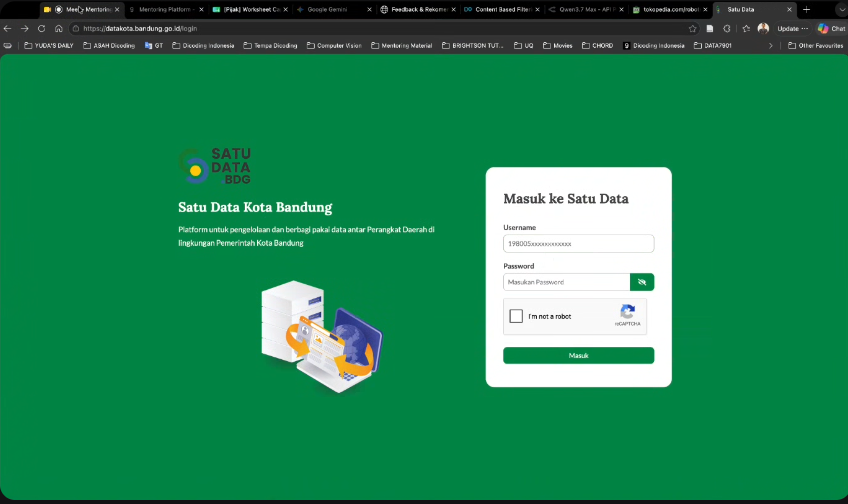 Meet - Mentoring
Mentoring Platform -
[Pijak] Worksheet Ca
Google Gemini
Feedback & Rekome
Content Based Filteri
Qwen3.7 Max - API P
tokopedia.com/robot
Satu Data
https://datakota.bandung.go.id/login
Update
Chat
YUDA'S DAILY
ASAH Dicoding
GT
Dicoding Indonesia
Tempa Dicoding
Computer Vision
Mentoring Material
BRIGHTSON TUT...
UQ
Movies
CHORD
Dicoding Indonesia
DATA7901
Other Favourites
SATU
DATA
.BDG
Satu Data Kota Bandung
Platform untuk pengelolaan dan berbagi pakai data antar Perangkat Daerah di
lingkungan Pemerintah Kota Bandung
Masuk ke Satu Data
Username
198005xxxxxxxxxxxx
Password
Masukan Password
I'm not a robot
reCAPTCHA
Masuk